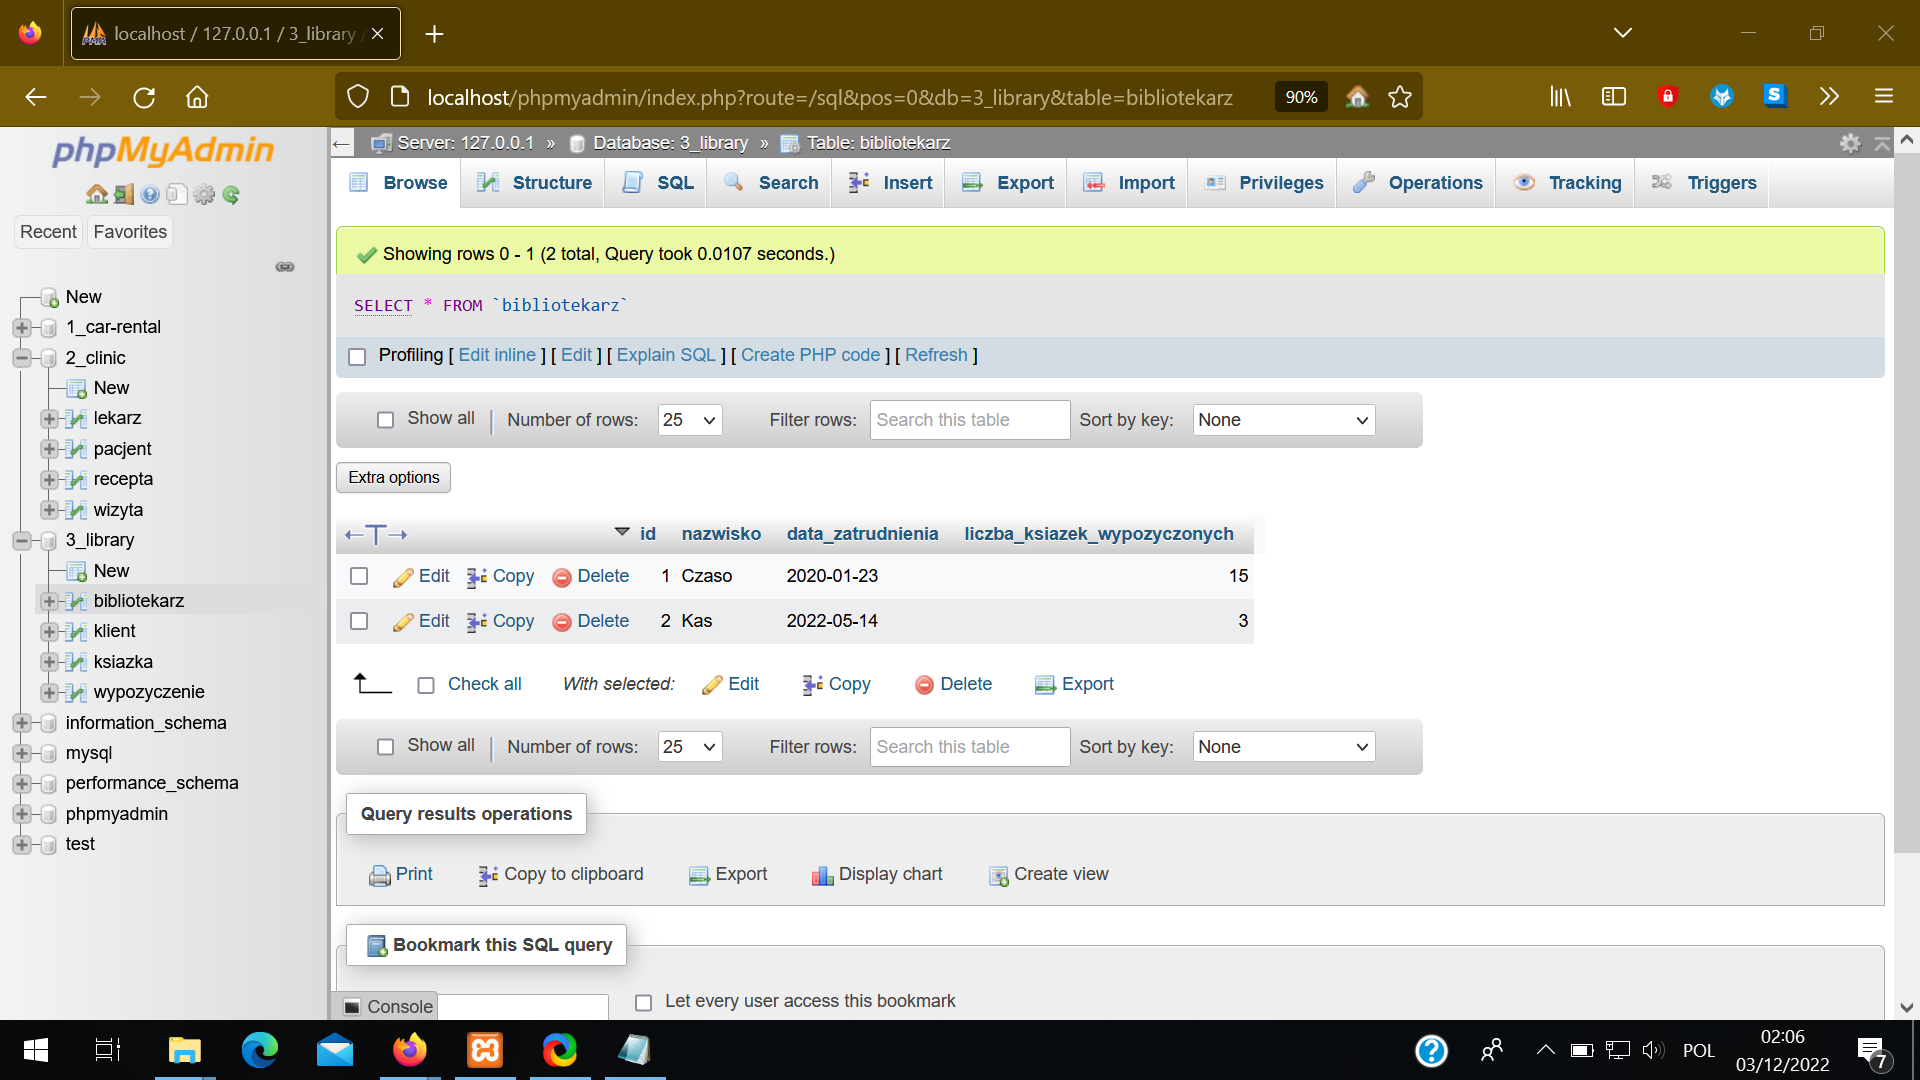 localhost / 127.0.0.1 / 3_library /
localhost/phpmyadmin/index.php?route=/sql&pos=0&db=3_library&table=bibliotekarz 90%
phpMyAdmin
Recent Favorites
New
1_car-rental
2_clinic
New
lekarz
pacjent
recepta
wizyta
3_library
New
bibliotekarz
klient
ksiazka
wypozyczenie
information_schema
mysql
performance_schema
phpmyadmin
test
Server: 127.0.0.1 » Database: 3_library » Table: bibliotekarz
Browse Structure SQL Search Insert Export Import Privileges Operations Tracking Triggers
Showing rows 0 - 1 (2 total, Query took 0.0107 seconds.)
SELECT * FROM `bibliotekarz`
Profiling [ Edit inline ] [ Edit ] [ Explain SQL ] [ Create PHP code ] [ Refresh ]
Show all | Number of rows: 25 Filter rows: Search this table Sort by key: None
Extra options
←T→ id nazwisko data_zatrudnienia liczba_ksiazek_wypozyczonych
Edit Copy Delete 1 Czaso 2020-01-23 15
Edit Copy Delete 2 Kas 2022-05-14 3
Check all With selected: Edit Copy Delete Export
Show all | Number of rows: 25 Filter rows: Search this table Sort by key: None
Query results operations
Print Copy to clipboard Export Display chart Create view
Bookmark this SQL query
Console Let every user access this bookmark
POL 02:06
03/12/2022 7